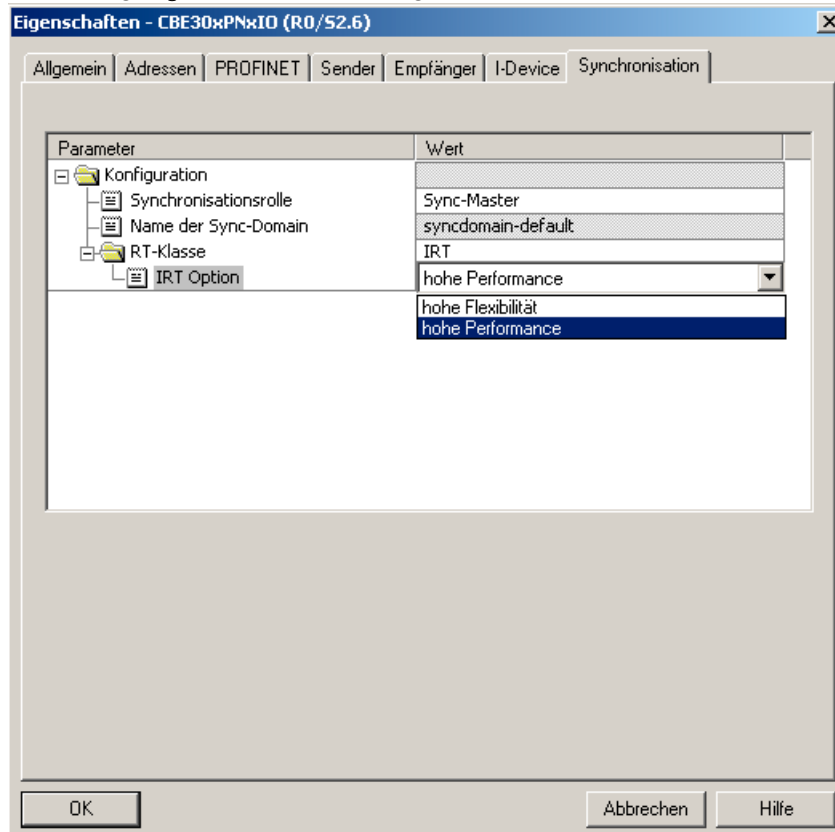 Eigenschaften - CBE30xPNxIO (R0/S2.6)
Allgemein Adressen PROFINET Sender Empfänger I-Device Synchronisation
Parameter Wert
Konfiguration
Synchronisationsrolle Sync-Master
Name der Sync-Domain syncdomain-default
RT-Klasse IRT
IRT Option hohe Performance
hohe Flexibilität
hohe Performance
OK Abbrechen Hilfe